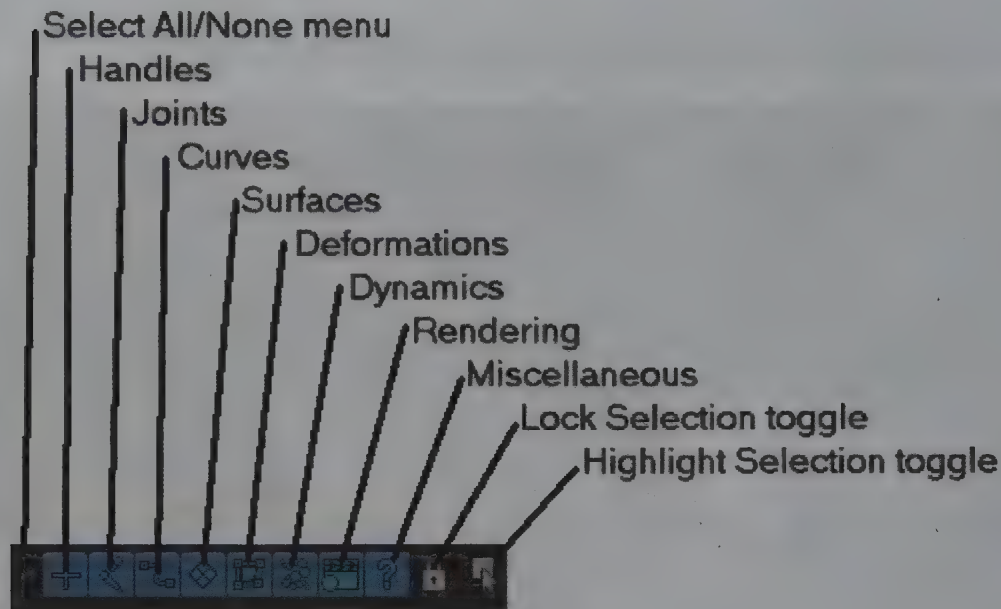 Select All/None menu
Handles
Joints
Curves
Surfaces
Deformations
Dynamics
Rendering
Miscellaneous
Lock Selection toggle
Highlight Selection toggle
?